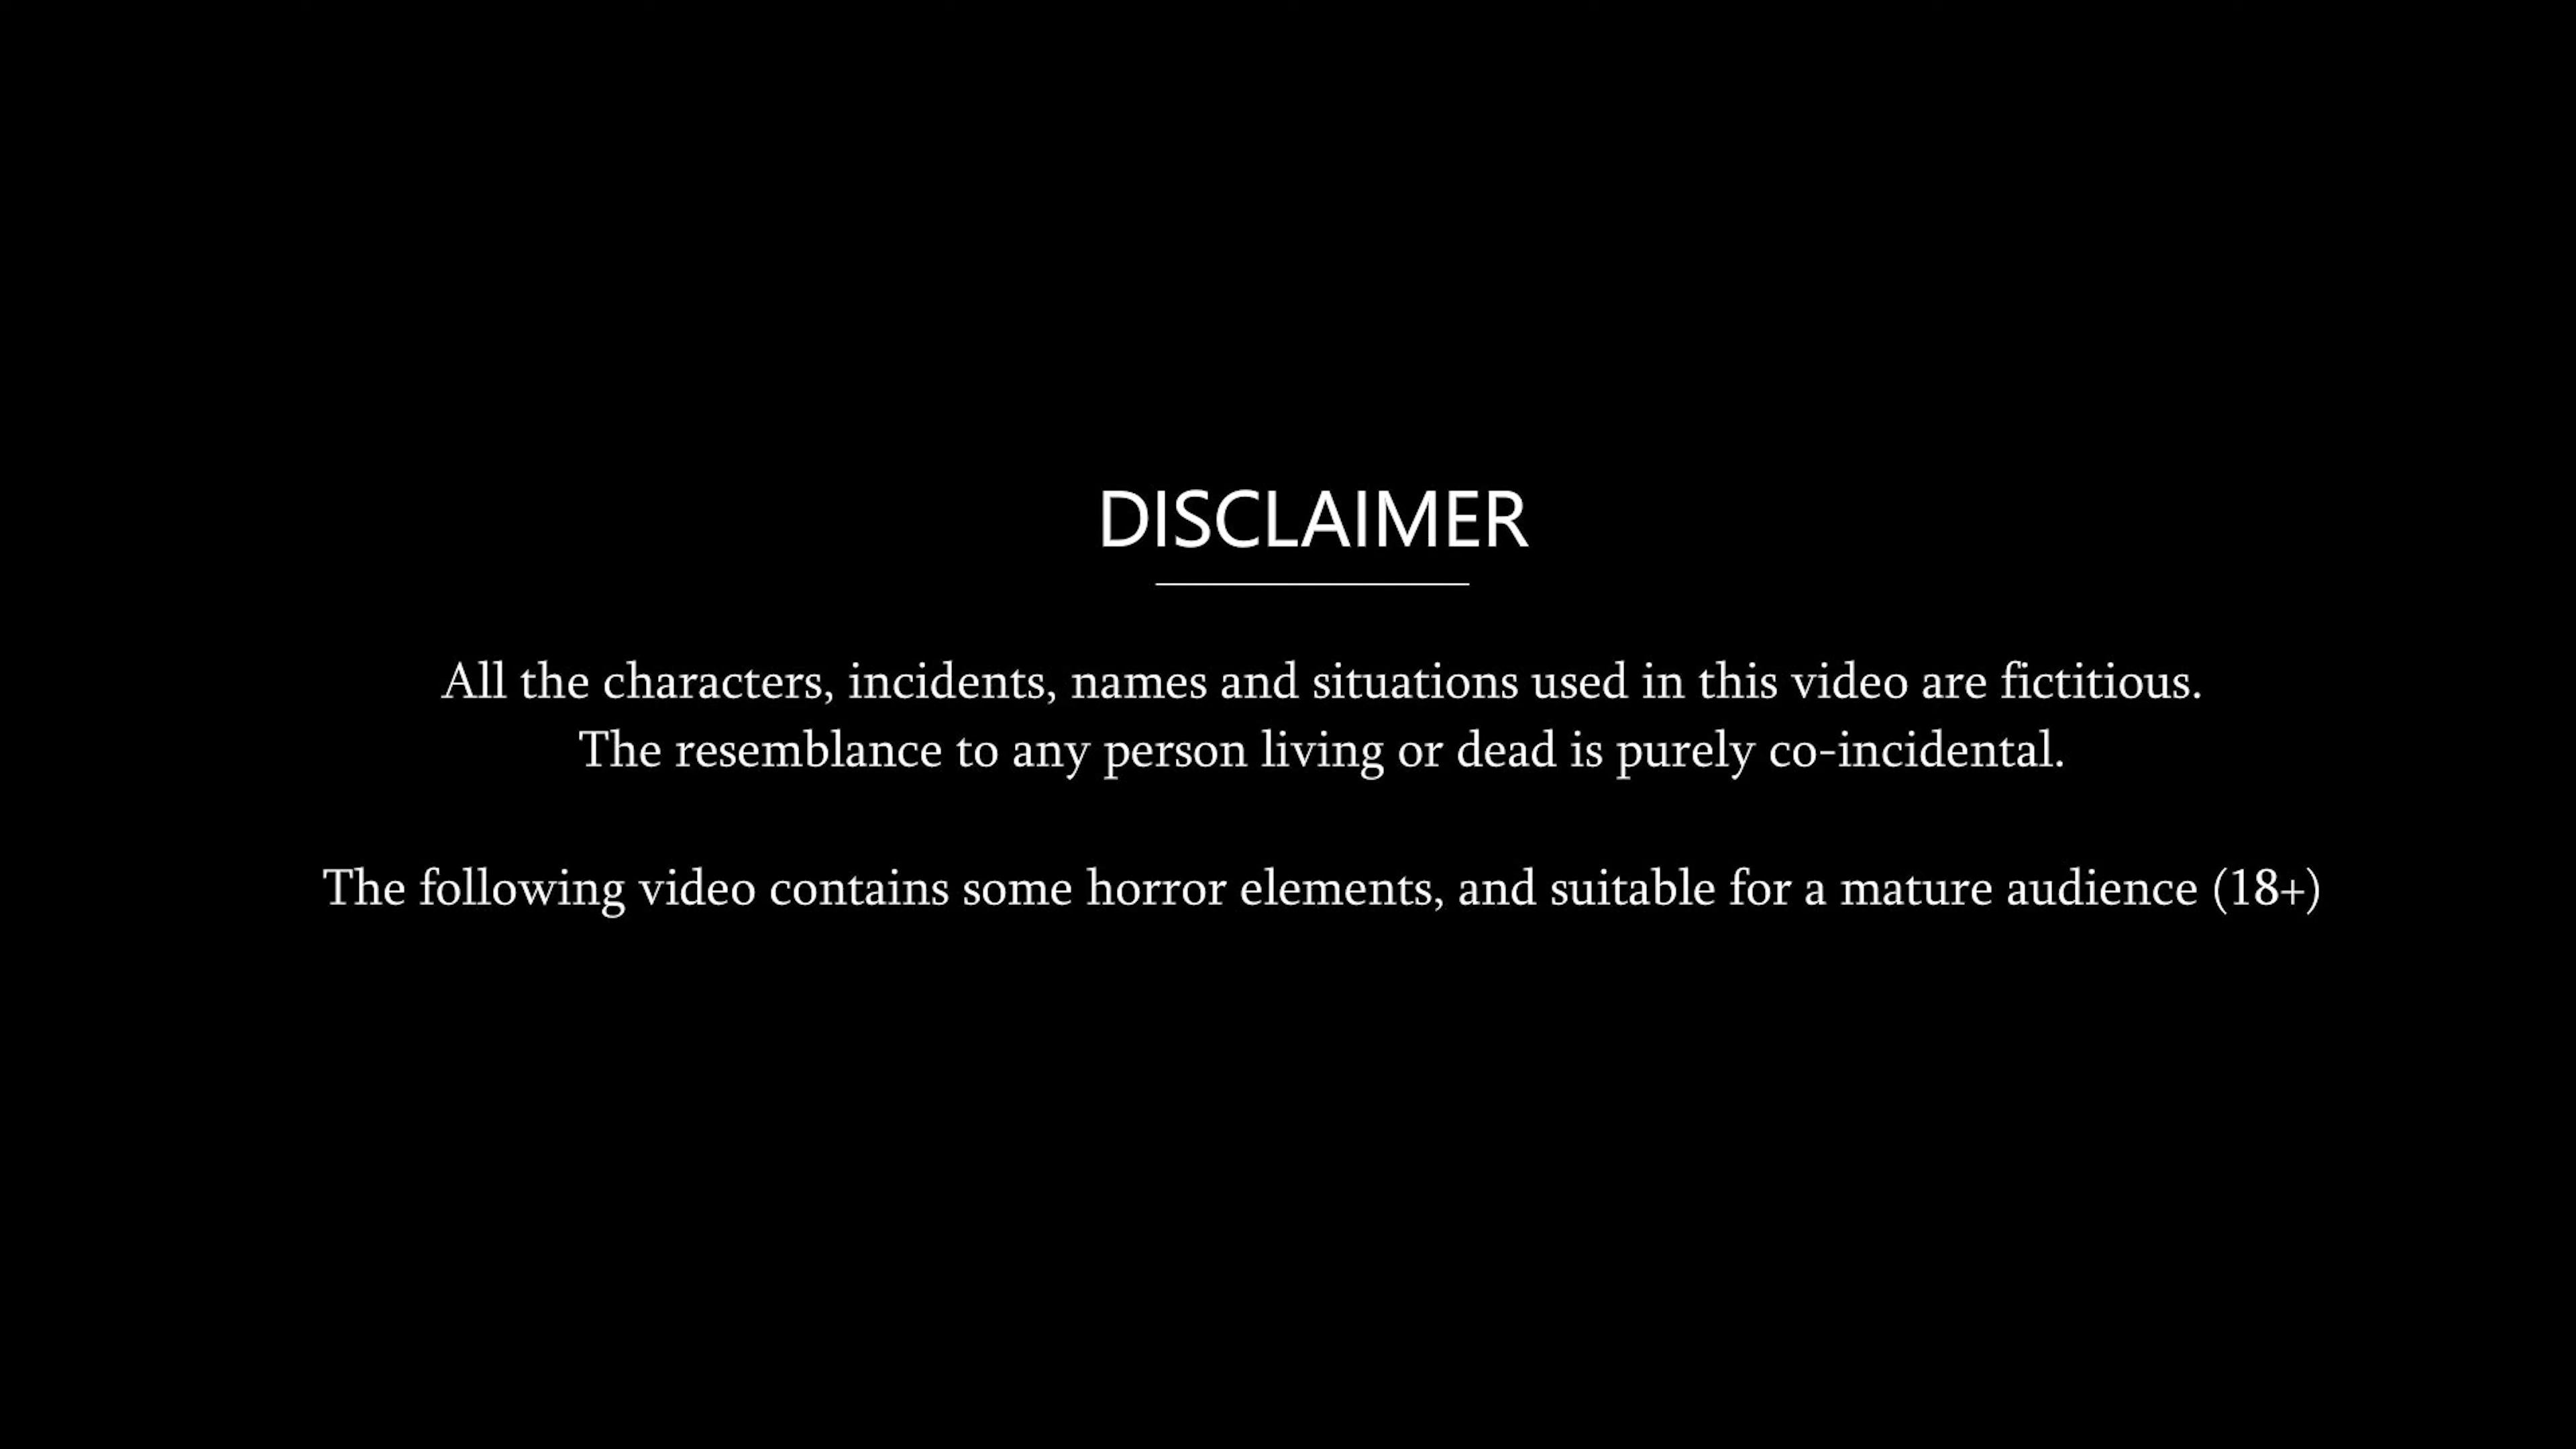 DISCLAIMER
All the characters, incidents, names and situations used in this video are fictitious.
The resemblance to any person living or dead is purely co-incidental.
The following video contains some horror elements, and suitable for a mature audience (18+)